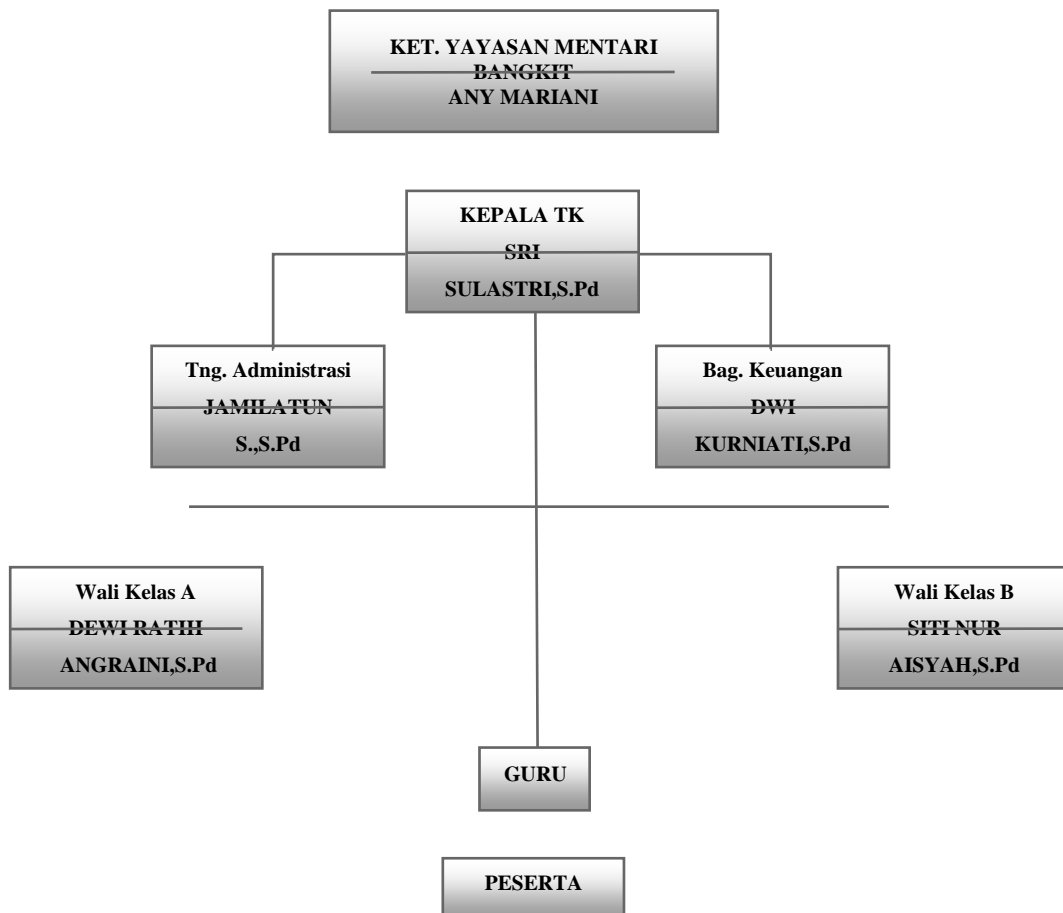 KET. YAYASAN MENTARI
BANGKIT
ANY MARIANI
KEPALA TK
SRI
SULASTRI,S.Pd
Tng. Administrasi
JAMILATUN
S.,S.Pd
Bag. Keuangan
DWI
KURNIATI,S.Pd
Wali Kelas A
DEWI RATIH
ANGRAINI,S.Pd
Wali Kelas B
SITI NUR
AISYAH,S.Pd
GURU
PESERTA